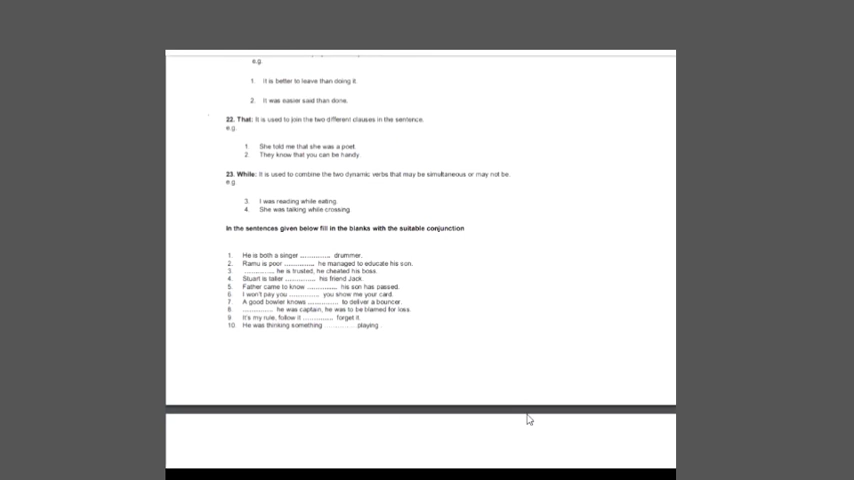 e.g.
1. It is better to leave than doing it.
2. It was easier said than done.
22. That: It is used to join the two different clauses in the sentence.
e.g.
1. She told me that she was a poet.
2. They know that you can be handy.
23. While: It is used to combine the two dynamic verbs that may be simultaneous or may not be.
e.g.
3. I was reading while eating.
4. She was talking while crossing.
In the sentences given below fill in the blanks with the suitable conjunction
1. He is both a singer .............. drummer.
2. Ramu is poor .............. he managed to educate his son.
3. .............. he is trusted, he cheated his boss.
4. Stuart is taller .............. his friend Jack.
5. Father came to know .............. his son has passed.
6. I won't pay you .............. you show me your card.
7. A good bowler knows .............. to deliver a bouncer.
8. .............. he was captain, he was to be blamed for loss.
9. It's my rule, follow it .............. forget it.
10. He was thinking something .............. playing.